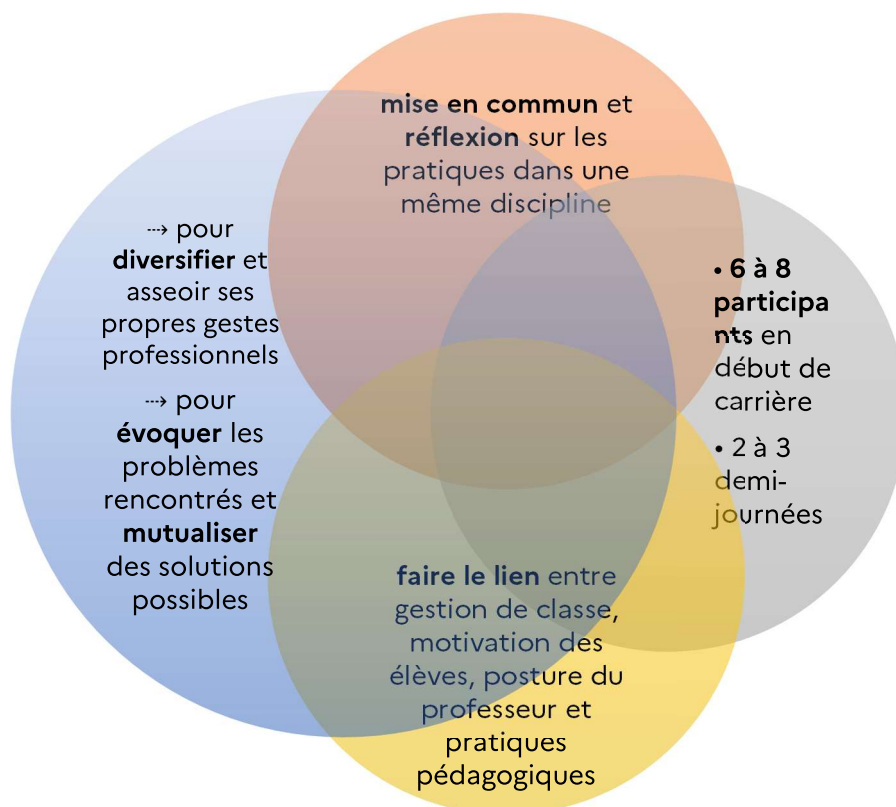 mise en commun et
réflexion sur les
pratiques dans une
même discipline
⇢ pour
diversifier et
asseoir ses
propres gestes
professionnels
⇢ pour
évoquer les
problèmes
rencontrés et
mutualiser
des solutions
possibles
• 6 à 8
participa
nts en
début de
carrière
• 2 à 3
demi-
journées
faire le lien entre
gestion de classe,
motivation des
élèves, posture du
professeur et
pratiques
pédagogiques